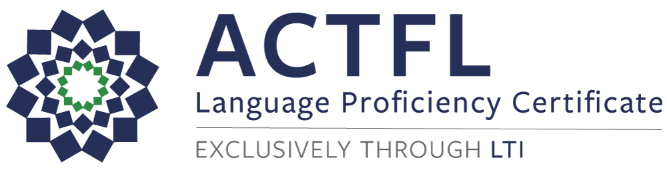 ACTFL
Language Proficiency Certificate
EXCLUSIVELY THROUGH LTI